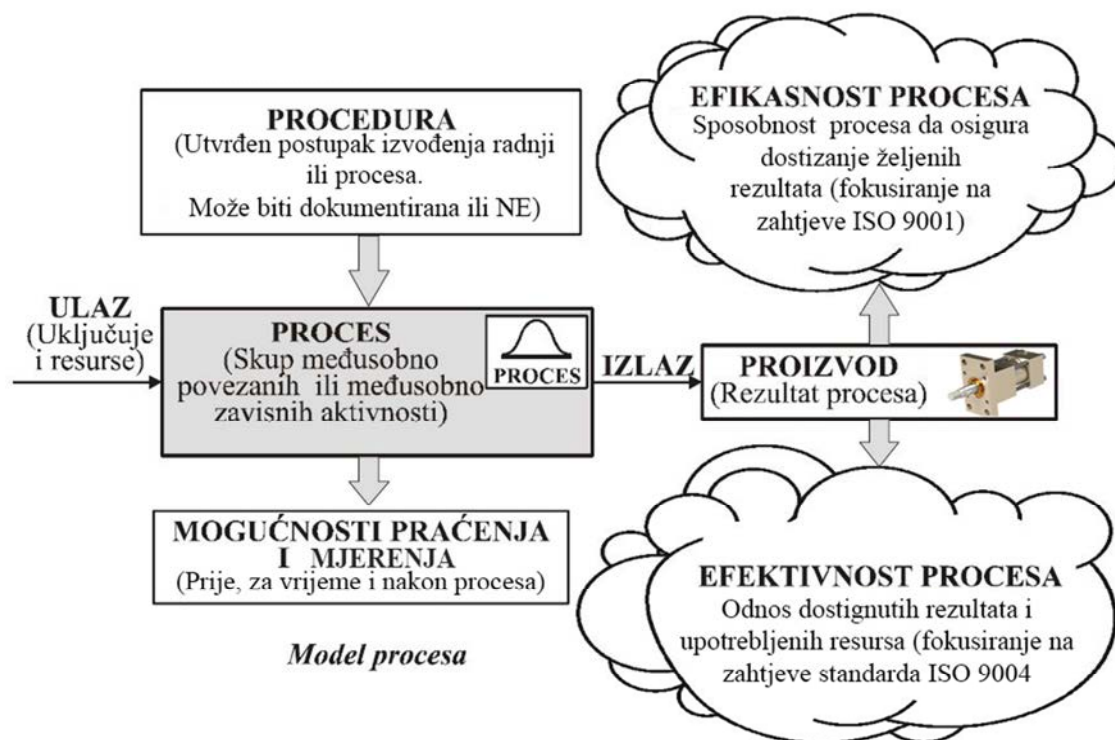 PROCEDURA
(Utvrđen postupak izvođenja radnji
ili procesa.
Može biti dokumentirana ili NE)
EFIKASNOST PROCESA
Sposobnost procesa da osigura
dostizanje željenih
rezultata (fokusiranje na
zahtjeve ISO 9001)
ULAZ
(Uključuje
i resurse)
PROCES
(Skup međusobno
povezanih ili međusobno
zavisnih aktivnosti)
PROCES
IZLAZ
PROIZVOD
(Rezultat procesa)
MOGUĆNOSTI PRAĆENJA
I MJERENJA
(Prije, za vrijeme i nakon procesa)
EFEKTIVNOST PROCESA
Odnos dostignutih rezultata i
upotrebljenih resursa (fokusiranje na
zahtjeve standarda ISO 9004
Model procesa